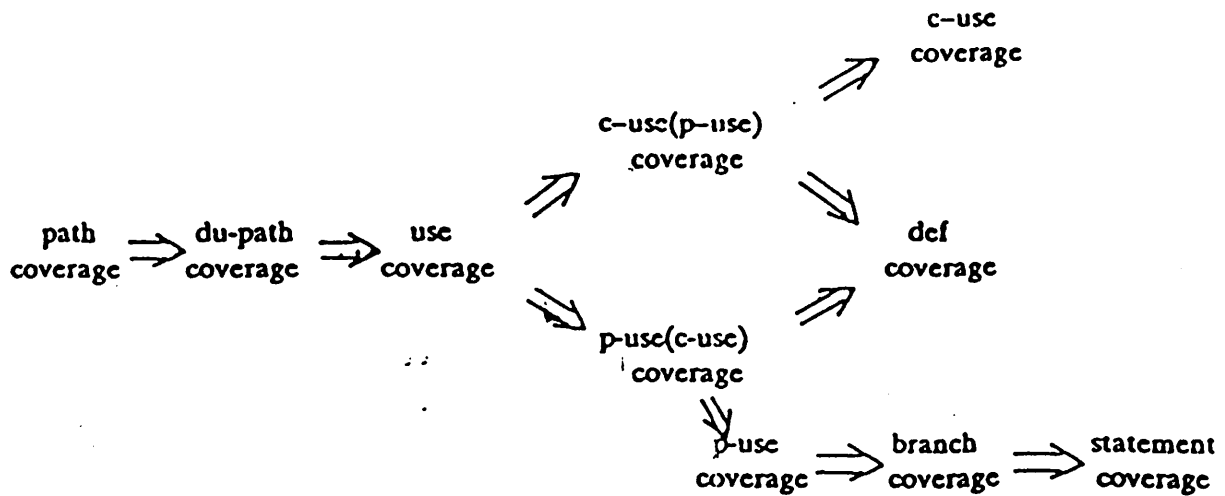 c-use
coverage
c-use(p-use)
coverage
path
coverage
du-path
coverage
use
coverage
def
coverage
p-use(c-use)
coverage
p-use
coverage
branch
coverage
statement
coverage